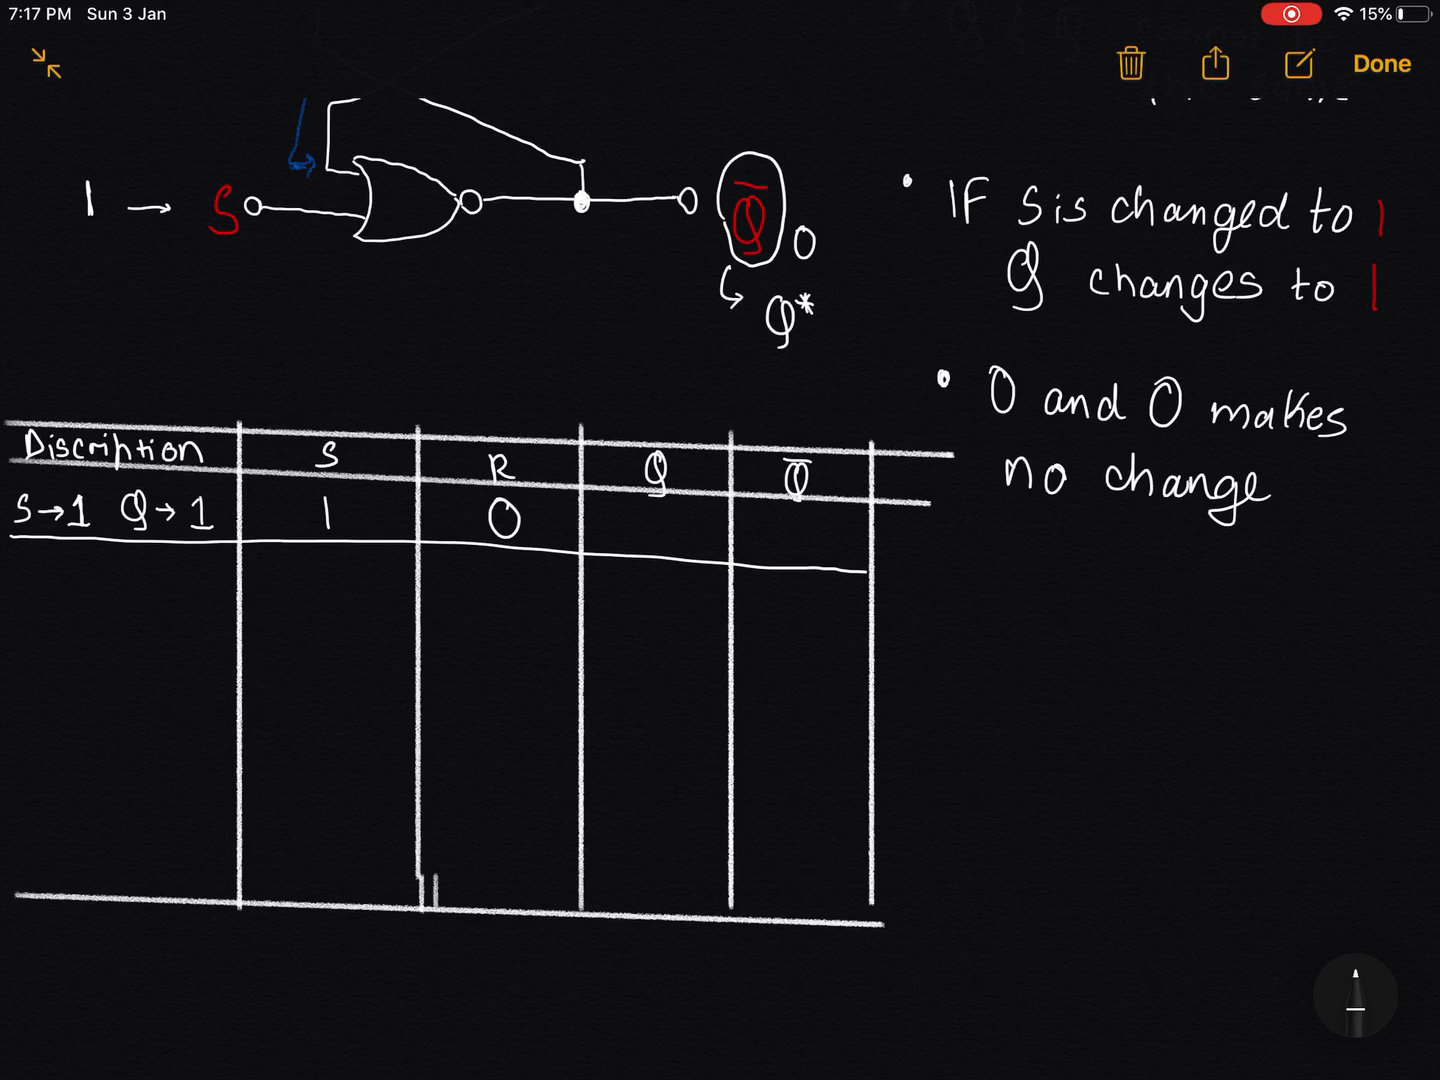 7:17 PM Sun 3 Jan
15%
Done
1 → S
Q̅ 0
Q*
IF S is changed to 1
Q changes to 1
0 and 0 makes
no change
Discription S R Q Q̅
S→1 Q→1 1 0